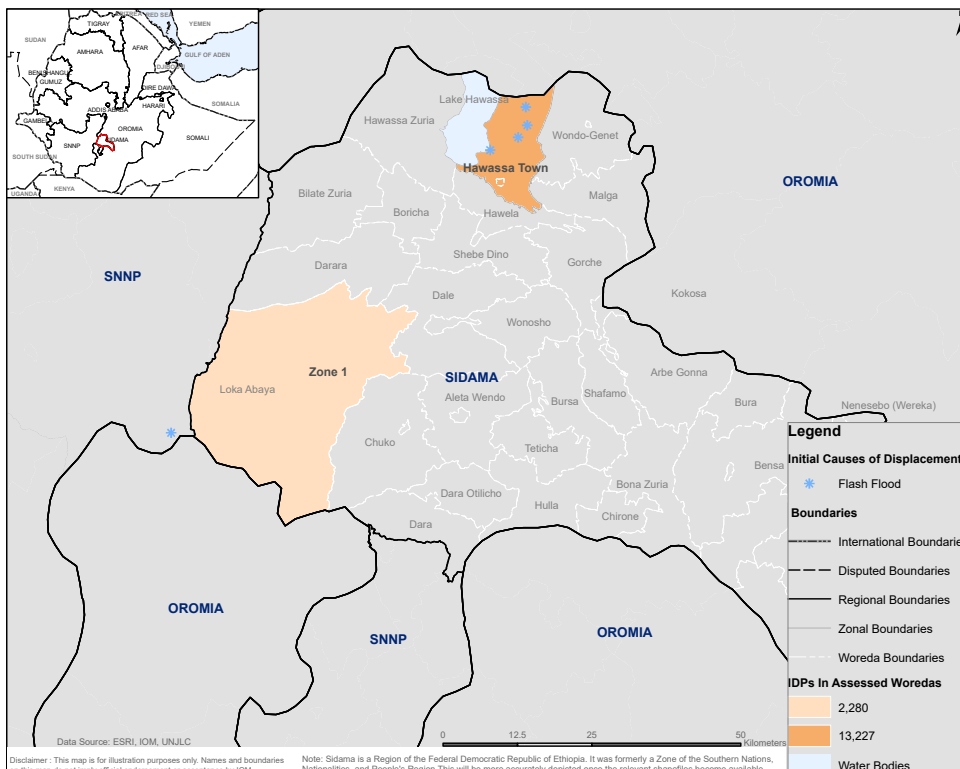 ERITREA
RED SEA
YEMEN
TIGRAY
SUDAN
AMHARA
AFAR
GULF OF ADEN
DJIBOUTI
BENISHANGUL
GUMUZ
DIRE DAWA
HARARI
SOMALIA
ADDIS ABABA
GAMBELA
OROMIA
SIDAMA
SOMALI
SNNP
SOUTH SUDAN
KENYA
UGANDA
Lake Hawassa
Hawassa Zuria
Wondo-Genet
Hawassa Town
OROMIA
Malga
Bilate Zuria
Boricha
Hawela
Shebe Dino
Gorche
Darara
SNNP
Dale
Kokosa
Wonosho
Zone 1
Arbe Gonna
SIDAMA
Loka Abaya
Aleta Wendo
Bursa
Shafamo
Bura
Nenesebo (Wereka)
Chuko
Teticha
Bensa
Bona Zuria
Dara Otilicho
Hulla
Chirone
Dara
OROMIA
SNNP
OROMIA
Legend
Initial Causes of Displacement
Flash Flood
Boundaries
International Boundarie
Disputed Boundaries
Regional Boundaries
Zonal Boundaries
Woreda Boundaries
IDPs In Assessed Woredas
2,280
13,227
Water Bodies
Data Source: ESRI, IOM, UNJLC
0 12.5 25 50
Kilometers
Disclaimer : This map is for illustration purposes only. Names and boundaries
Note: Sidama is a Region of the Federal Democratic Republic of Ethiopia. It was formerly a Zone of the Southern Nations,